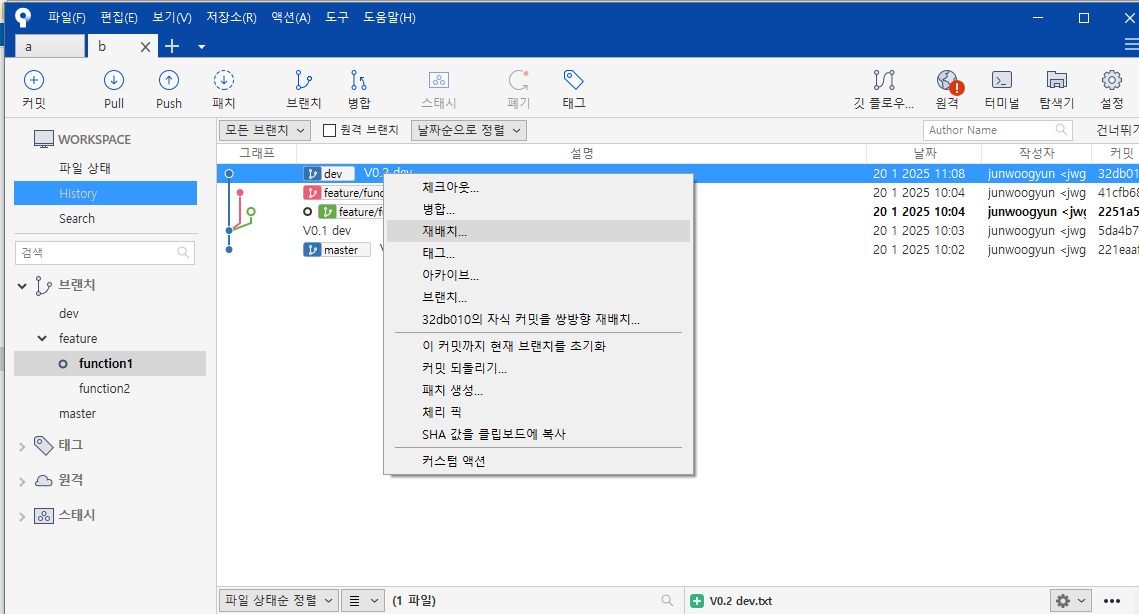 파일(F) 편집(E) 보기(V) 저장소(R) 액션(A) 도구 도움말(H)
a b
커밋 Pull Push 패치 브랜치 병합 스태시 폐기 태그 깃 플로우... 원격 터미널 탐색기 설정
WORKSPACE
파일 상태
History
Search
검색
브랜치
dev
feature
function1
function2
master
태그
원격
스태시
모든 브랜치 원격 브랜치 날짜순으로 정렬 Author Name 건너뛰기
그래프 설명 날짜 작성자 커밋
dev V0.2 dev 20 1 2025 11:08 junwoogyun <jwg 32db01
feature/func 20 1 2025 10:04 junwoogyun <jwg 41cfb68
feature/f 20 1 2025 10:04 junwoogyun <jwg 2251a5
V0.1 dev 20 1 2025 10:03 junwoogyun <jwg 5da4b7
master 20 1 2025 10:02 junwoogyun <jwg 221eaaf
체크아웃...
병합...
재배치...
태그...
아카이브...
브랜치...
32db010의 자식 커밋을 쌍방향 재배치...
이 커밋까지 현재 브랜치를 초기화
커밋 되돌리기...
패치 생성...
체리 픽
SHA 값을 클립보드에 복사
커스텀 액션
파일 상태순 정렬 (1 파일) V0.2 dev.txt